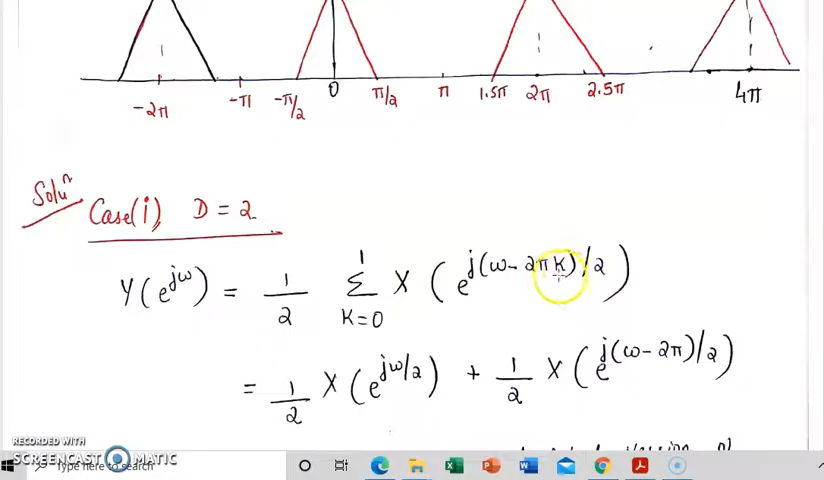 -2π -π -π/2 0 π/2 π 1.5π 2π 2.5π 4π
Soluⁿ
Case(i), D = 2
Y(e^{jω}) = 1/2 Σ_{K=0}^{1} X(e^{j(ω-2πK)/2})
= 1/2 X(e^{jω/2}) + 1/2 X(e^{j(ω-2π)/2})
RECORDED WITH
SCREENCAST MATIC
Type here to search